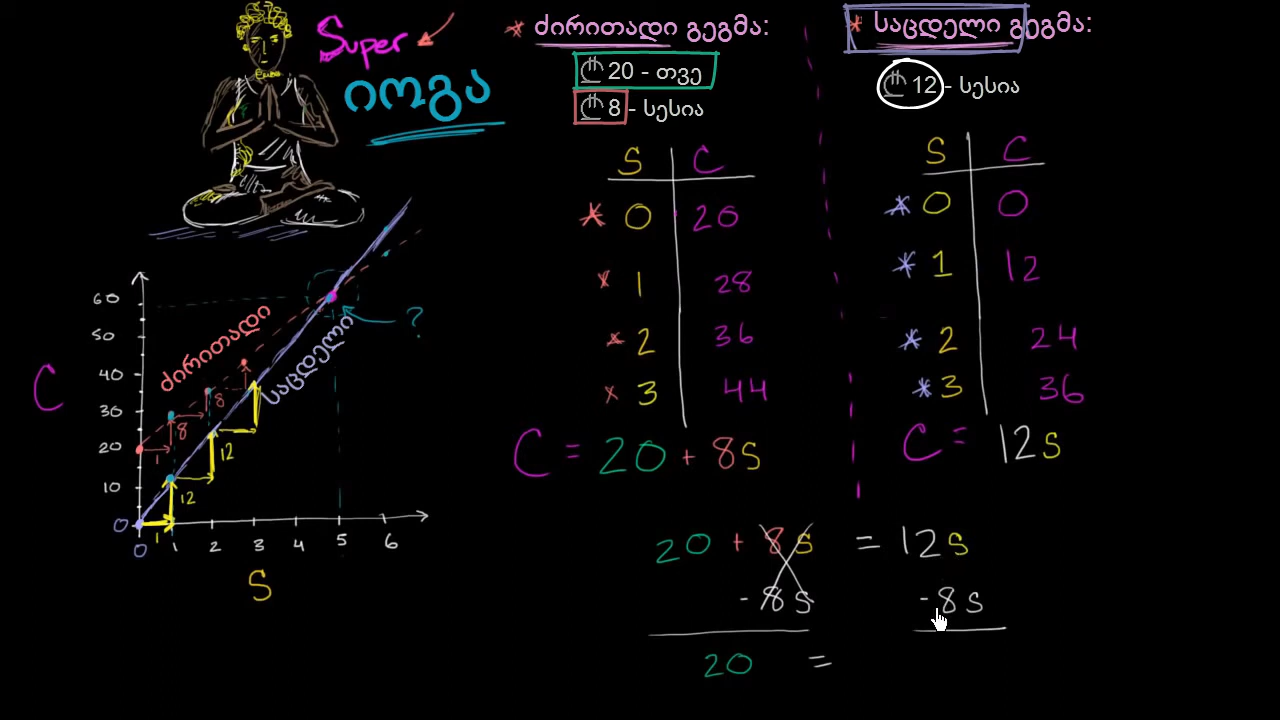 Super
იოგა
* ძირითადი გეგმა:
₾ 20 - თვე
₾ 8 - სესია
S C
* 0 20
* 1 28
* 2 36
* 3 44
C = 20 + 8s
* საცდელი გეგმა:
₾ 12 - სესია
S C
* 0 0
* 1 12
* 2 24
* 3 36
C = 12s
C
60
50
40
30
20
10
0
0 1 2 3 4 5 6
S
ძირითადი
საცდელი
?
1 8 8
1 12 12
20 + 8s = 12s
- 8s - 8s
20 =